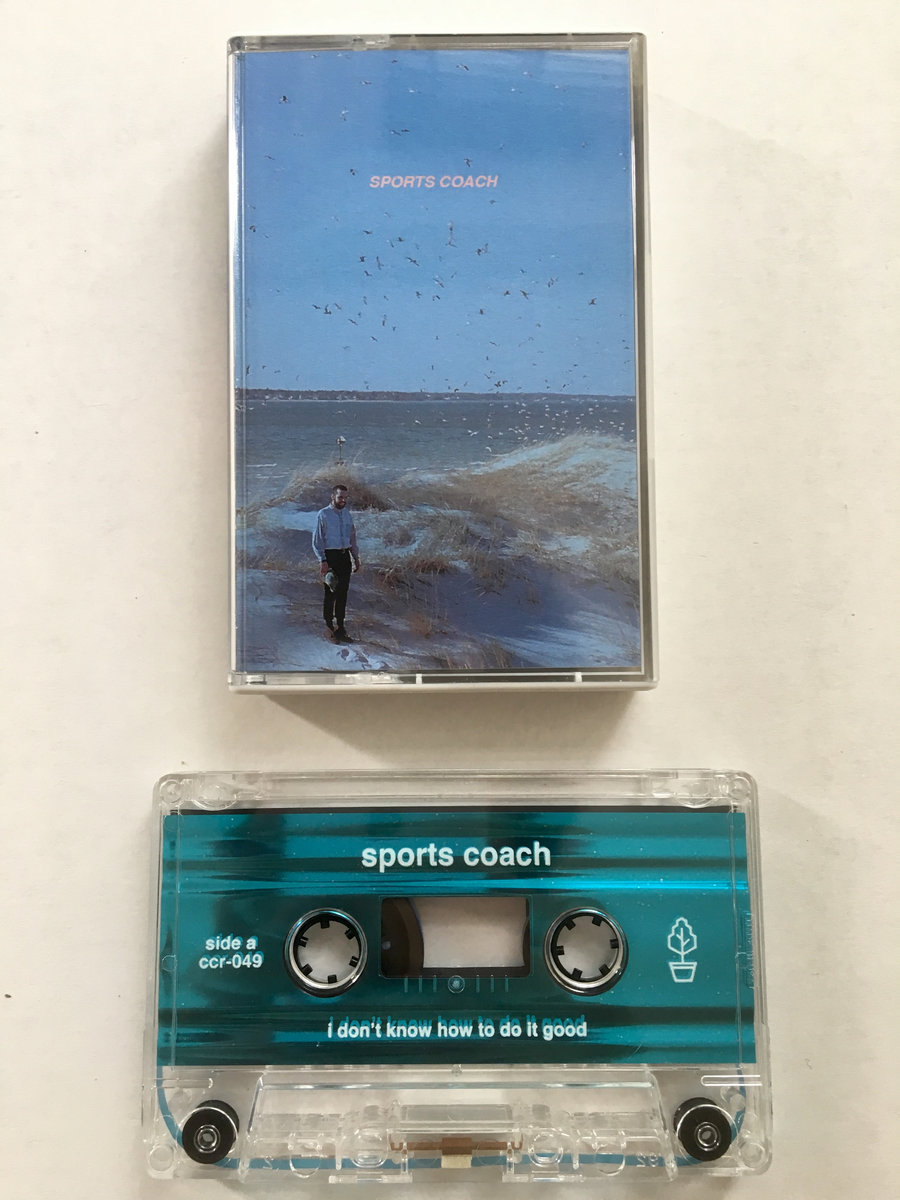 SPORTS COACH
sports coach
side a
ccr-049
i don't know how to do it good